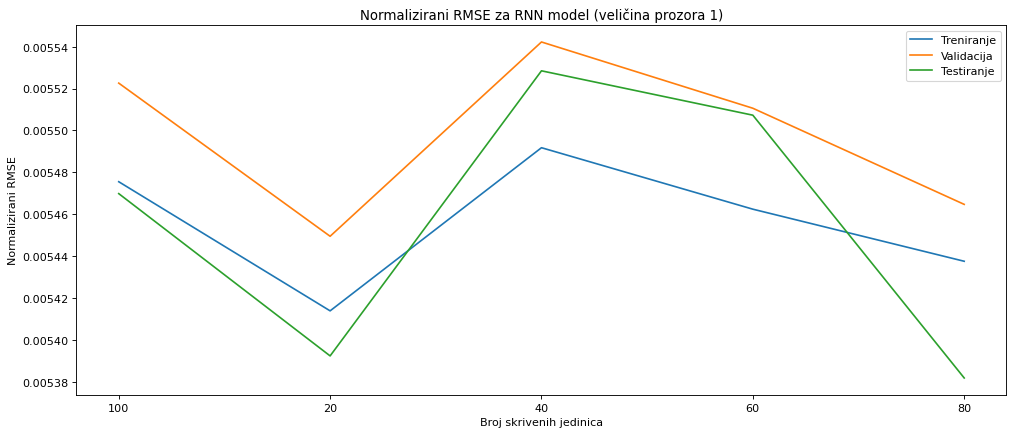 Normalizirani RMSE za RNN model (veličina prozora 1)
Treniranje
Validacija
Testiranje
Normalizirani RMSE
0.00554
0.00552
0.00550
0.00548
0.00546
0.00544
0.00542
0.00540
0.00538
100
20
40
60
80
Broj skrivenih jedinica